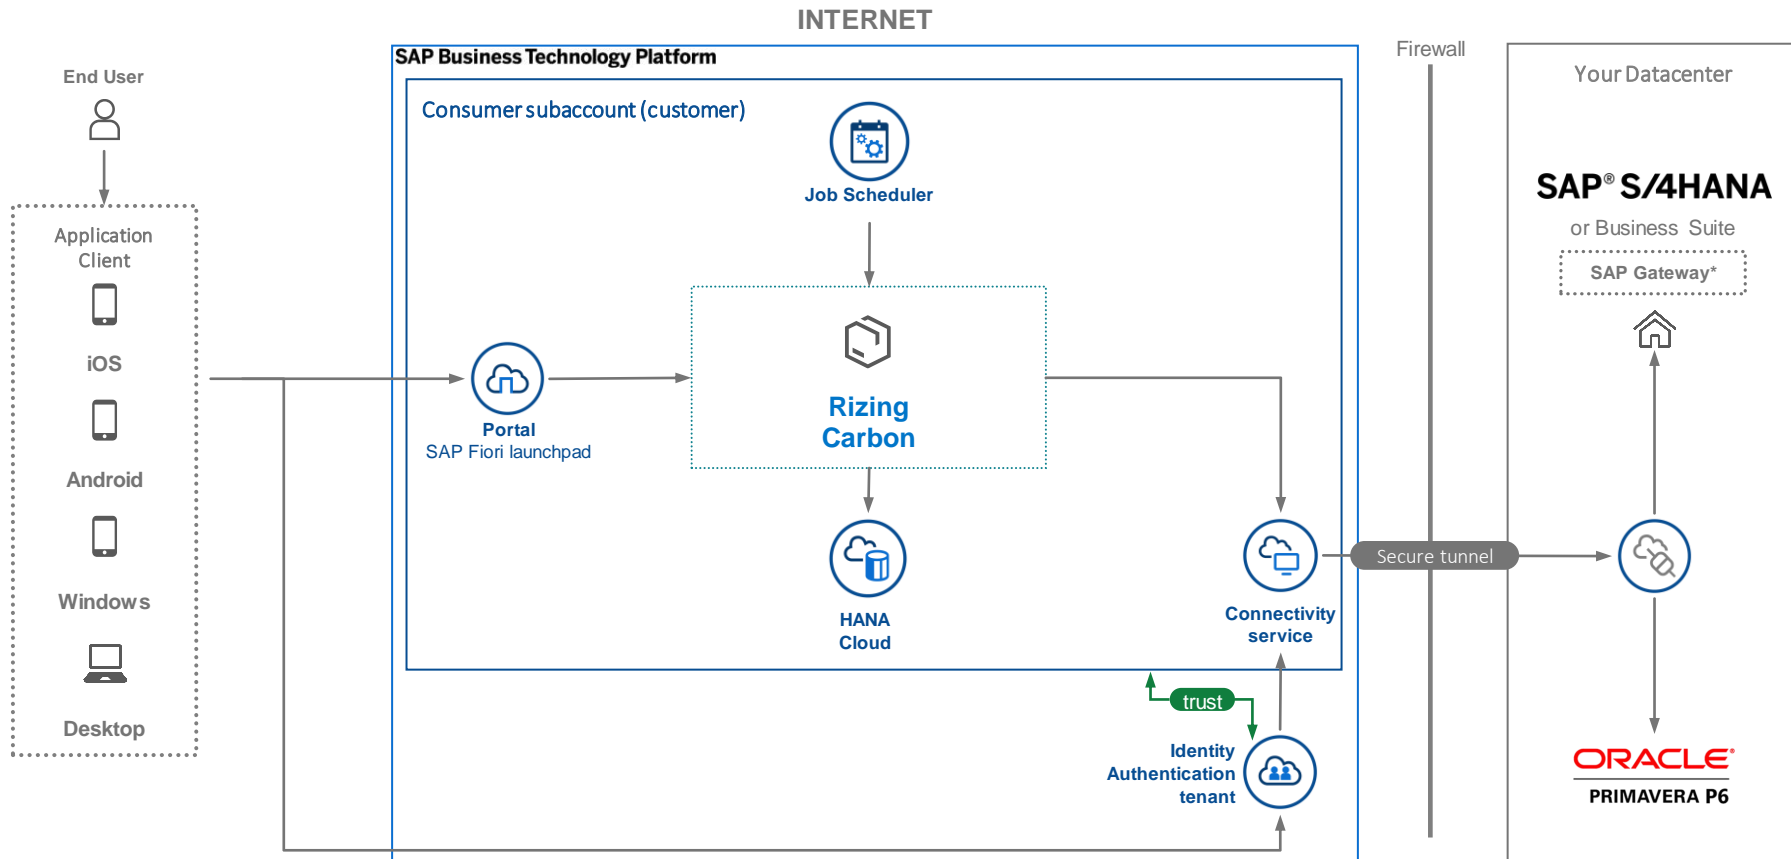 INTERNET
SAP Business Technology Platform
Firewall
End User
Your Datacenter
Consumer subaccount (customer)
Job Scheduler
SAP® S/4HANA
or Business Suite
SAP Gateway*
Application
Client
iOS
Android
Windows
Desktop
Portal
SAP Fiori launchpad
Rizing
Carbon
HANA
Cloud
Connectivity
service
Secure tunnel
trust
Identity
Authentication
tenant
ORACLE®
PRIMAVERA P6